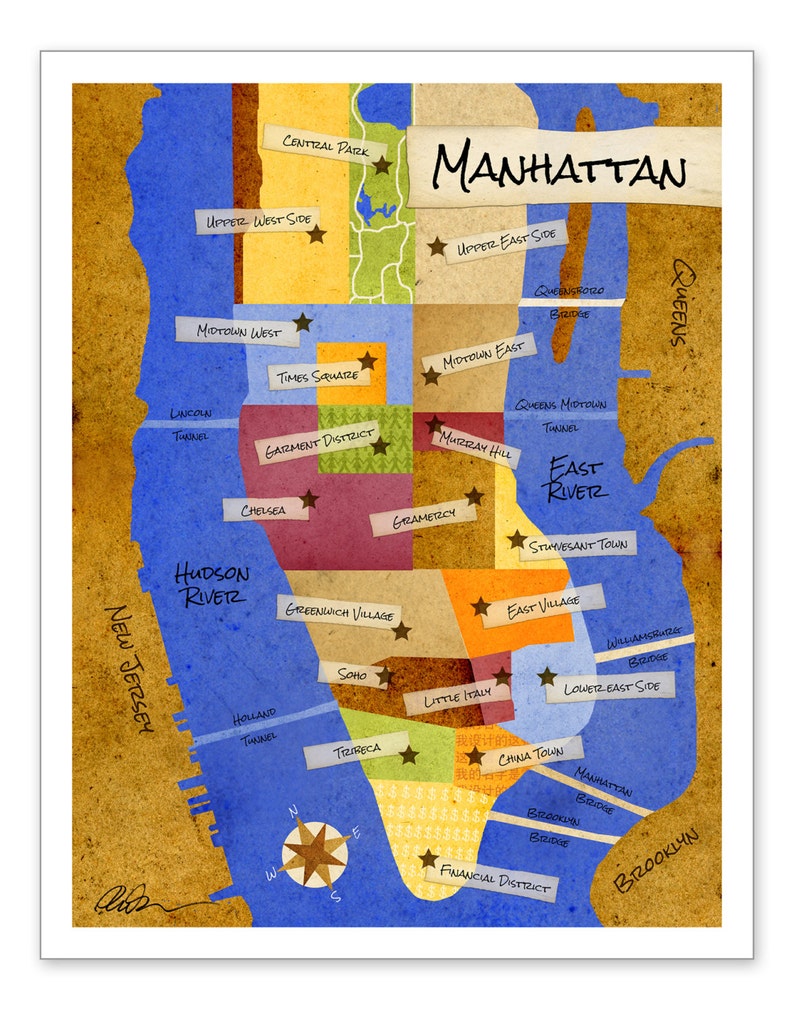 Central Park
Manhattan
Upper West Side
Upper East Side
Queens
Queensboro
Bridge
Midtown West
Midtown East
Times Square
Lincoln
Tunnel
Queens Midtown
Tunnel
Garment District
Murray Hill
East
River
Chelsea
Gramercy
Stuyvesant Town
Hudson
River
Greenwich Village
East Village
New Jersey
Williamsburg
Bridge
Soho
Little Italy
Lower East Side
Holland
Tunnel
Tribeca
China Town
Manhattan
Bridge
Brooklyn
Bridge
N
E
W
S
Financial District
Brooklyn